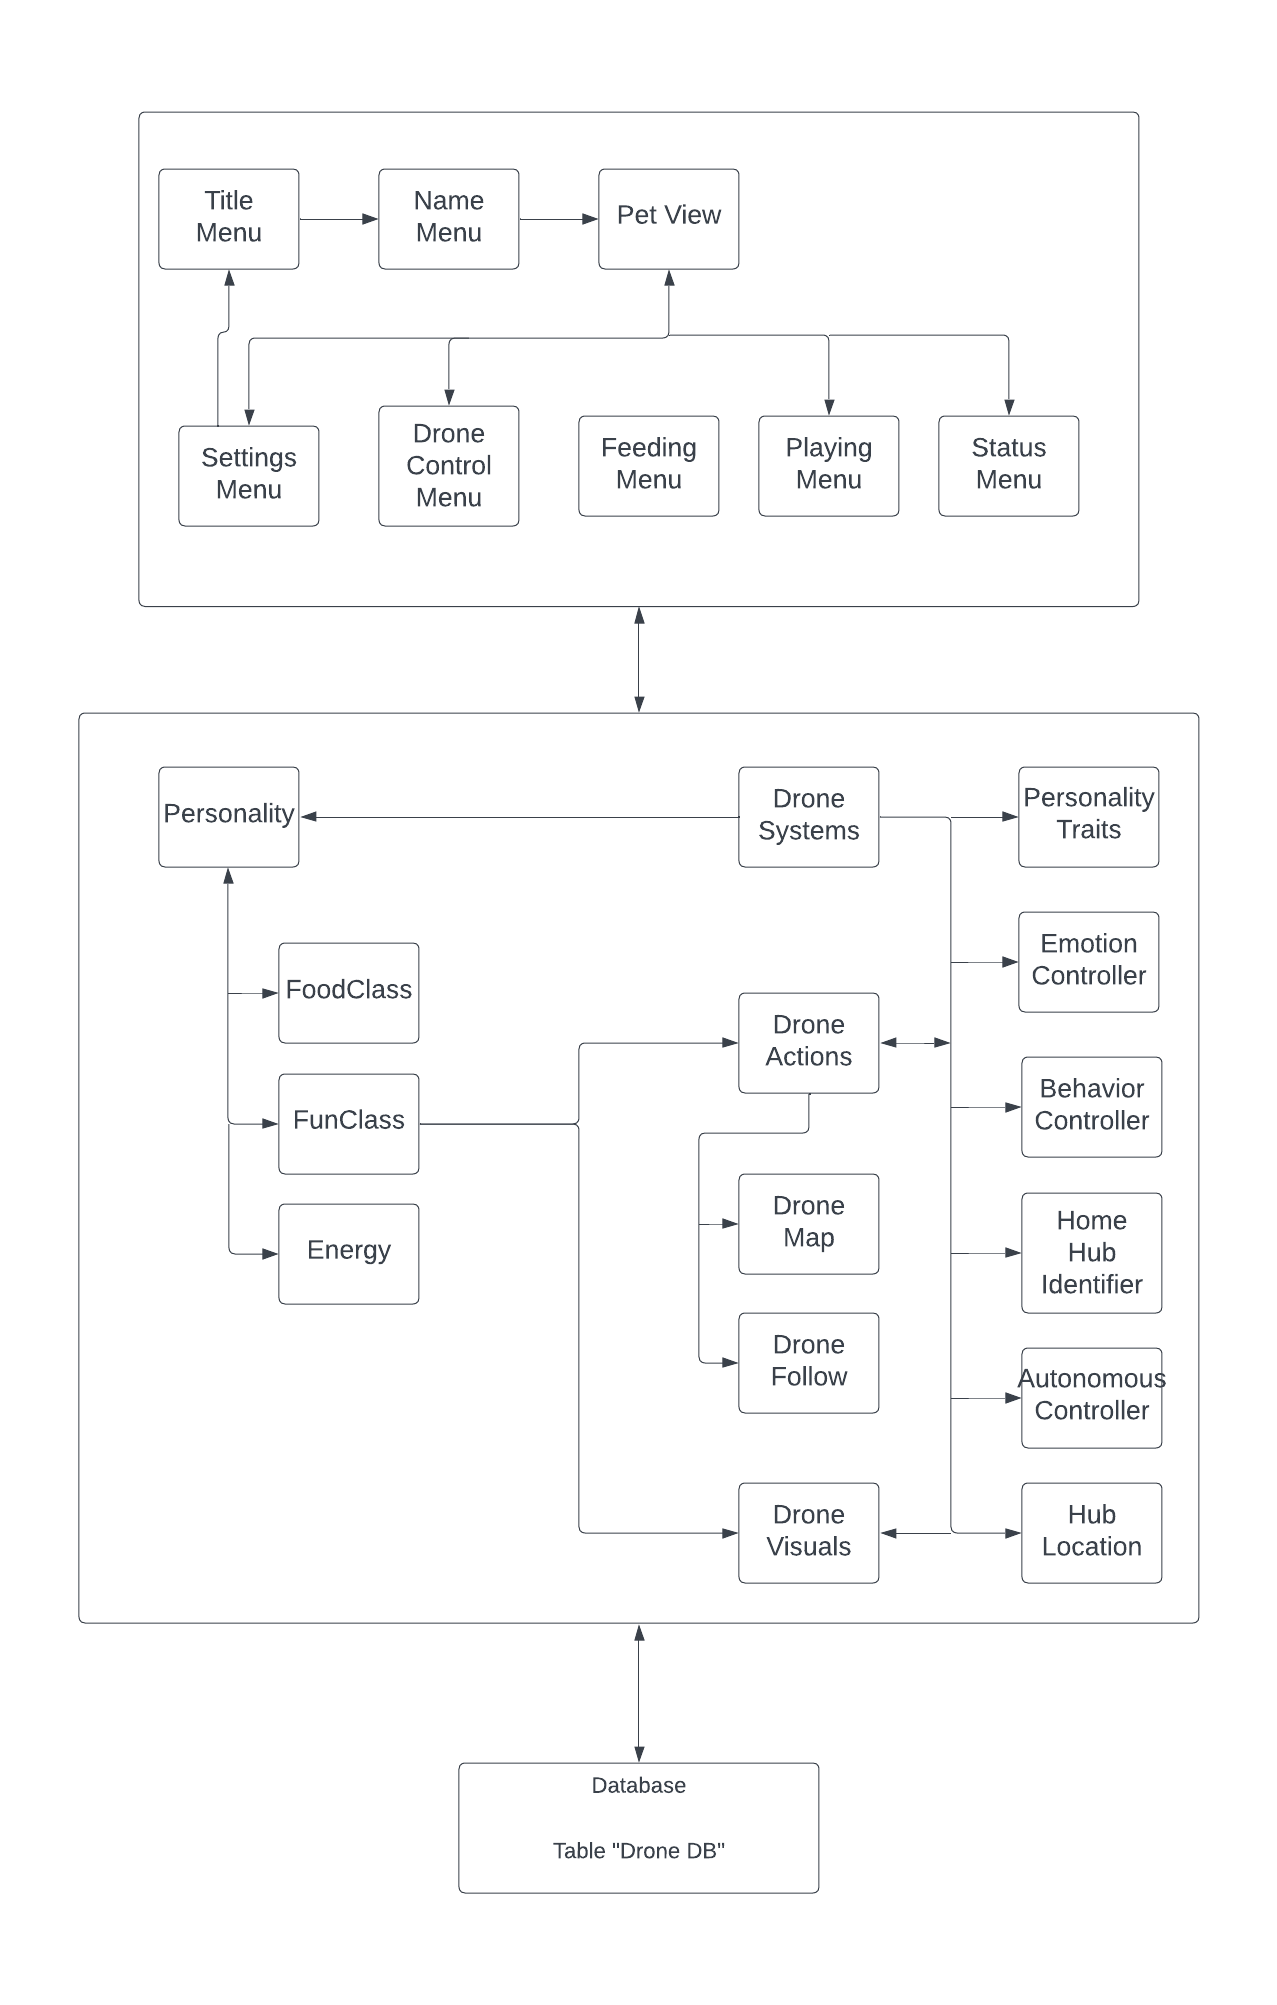 Title
Menu
Name
Menu
Pet View
Settings
Menu
Drone
Control
Menu
Feeding
Menu
Playing
Menu
Status
Menu
Personality
Drone
Systems
Personality
Traits
Emotion
Controller
FoodClass
Drone
Actions
Behavior
Controller
FunClass
Drone
Map
Home
Hub
Identifier
Energy
Drone
Follow
Autonomous
Controller
Drone
Visuals
Hub
Location
Database
Table "Drone DB"